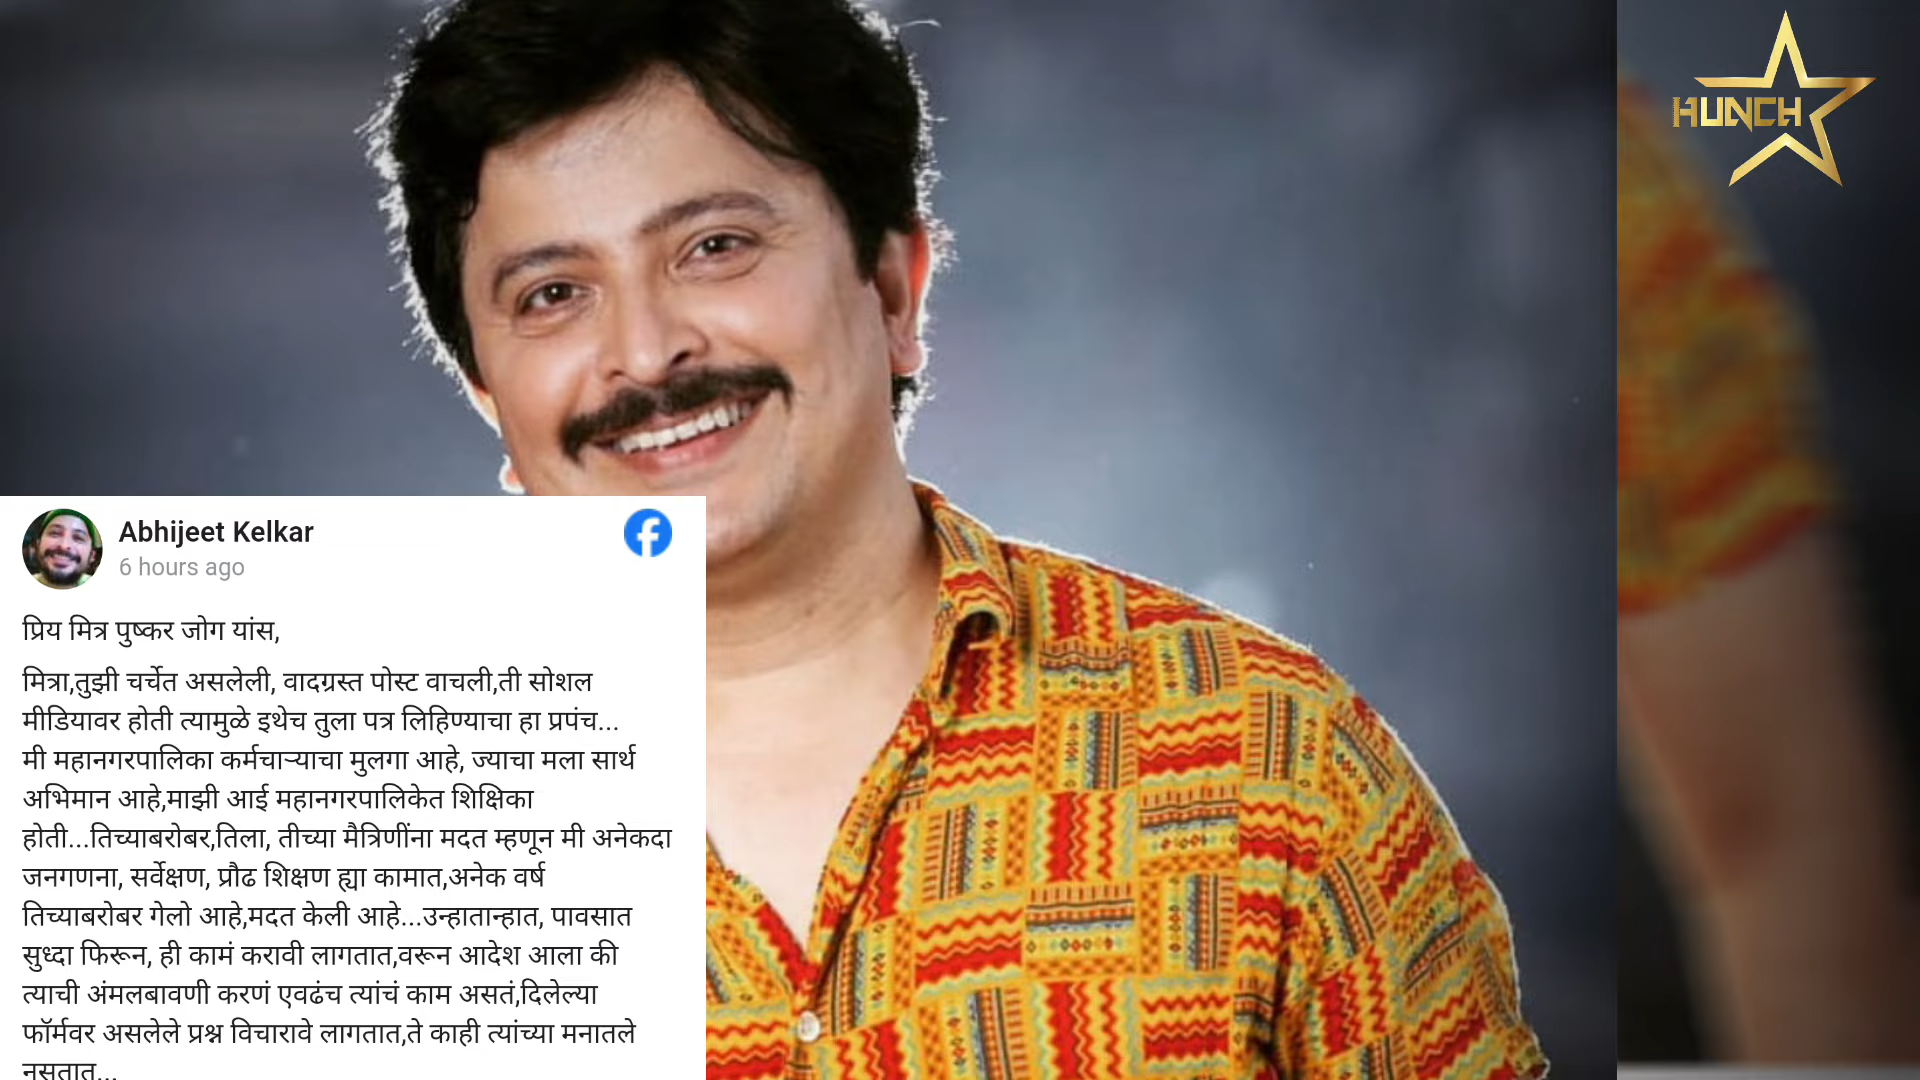 HUNCH
Abhijeet Kelkar
6 hours ago
प्रिय मित्र पुष्कर जोग यांस,
मित्रा,तुझी चर्चेत असलेली, वादग्रस्त पोस्ट वाचली,ती सोशल
मीडियावर होती त्यामुळे इथेच तुला पत्र लिहिण्याचा हा प्रपंच...
मी महानगरपालिका कर्मचाऱ्याचा मुलगा आहे, ज्याचा मला सार्थ
अभिमान आहे,माझी आई महानगरपालिकेत शिक्षिका
होती...तिच्याबरोबर,तिला, तीच्या मैत्रिणींना मदत म्हणून मी अनेकदा
जनगणना, सर्वेक्षण, प्रौढ शिक्षण ह्या कामात,अनेक वर्ष
तिच्याबरोबर गेलो आहे,मदत केली आहे...उन्हातान्हात, पावसात
सुध्दा फिरून, ही कामं करावी लागतात,वरून आदेश आला की
त्याची अंमलबावणी करणं एवढंच त्यांचं काम असतं,दिलेल्या
फॉर्मवर असलेले प्रश्न विचारावे लागतात,ते काही त्यांच्या मनातले
नसतात...